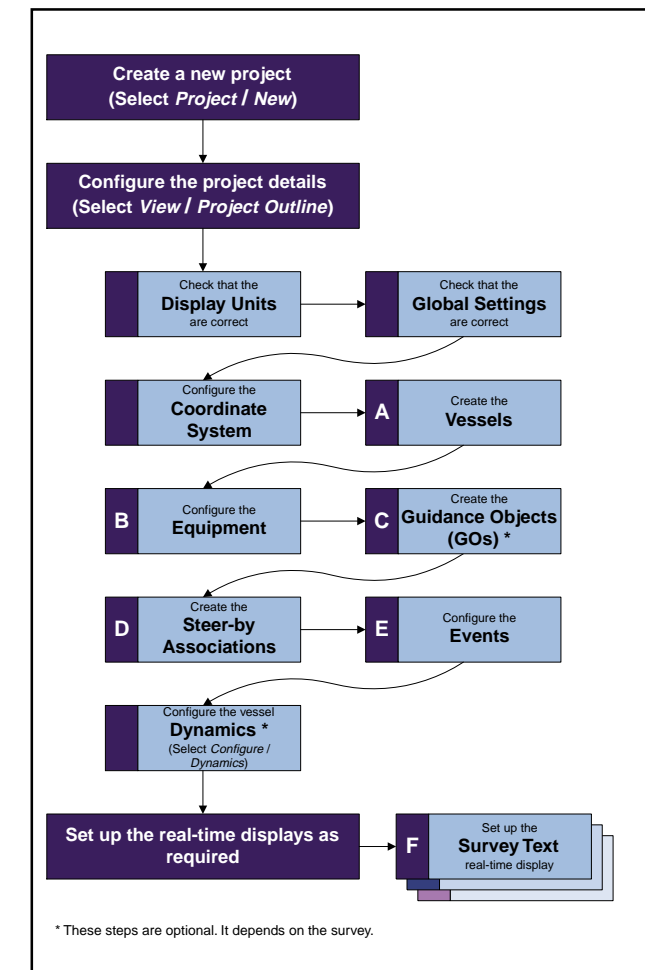 Create a new project
(Select Project / New)
Configure the project details
(Select View / Project Outline)
Check that the
Display Units
are correct
Check that the
Global Settings
are correct
Configure the
Coordinate
System
A
Create the
Vessels
B
Configure the
Equipment
C
Create the
Guidance Objects
(GOs) *
D
Create the
Steer-by
Associations
E
Configure the
Events
Configure the vessel
Dynamics *
(Select Configure /
Dynamics)
Set up the real-time displays as
required
F
Set up the
Survey Text
real-time display
* These steps are optional. It depends on the survey.